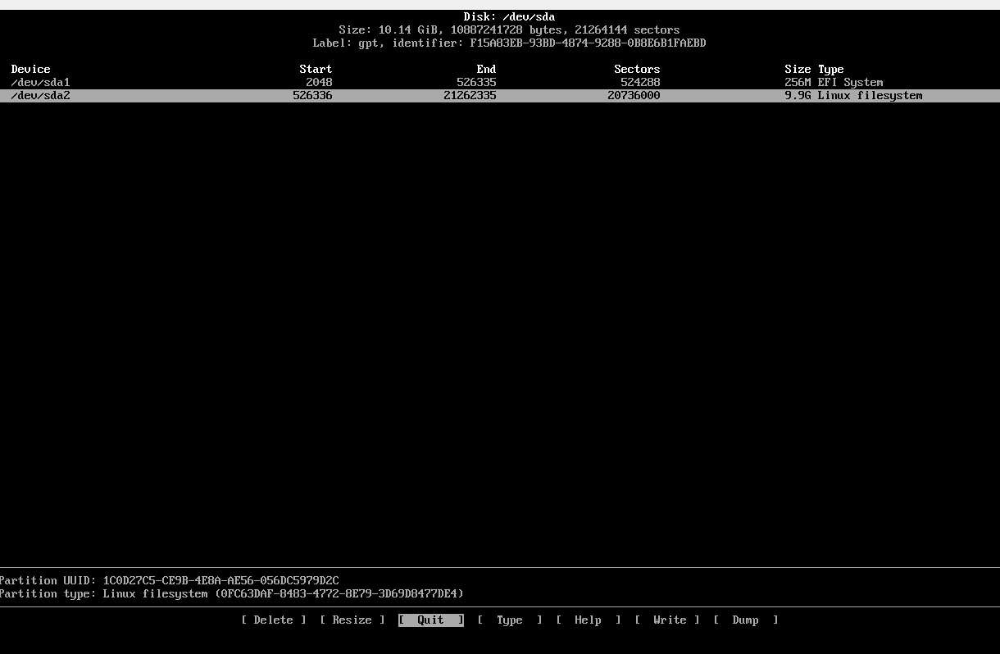 Disk: /dev/sda
Size: 10.14 GiB, 10887241728 bytes, 21264144 sectors
Label: gpt, identifier: F15A83EB-93BD-4874-9288-0B8E6B1FAEBD
Device Start End Sectors Size Type
/dev/sda1 2048 526335 524288 256M EFI System
/dev/sda2 526336 21262335 20736000 9.9G Linux filesystem
Partition UUID: 1C0D27C5-CE9B-4E8A-AE56-056DC5979D2C
Partition type: Linux filesystem (0FC63DAF-8483-4772-8E79-3D69D8477DE4)
[ Delete ] [ Resize ] [ Quit ] [ Type ] [ Help ] [ Write ] [ Dump ]